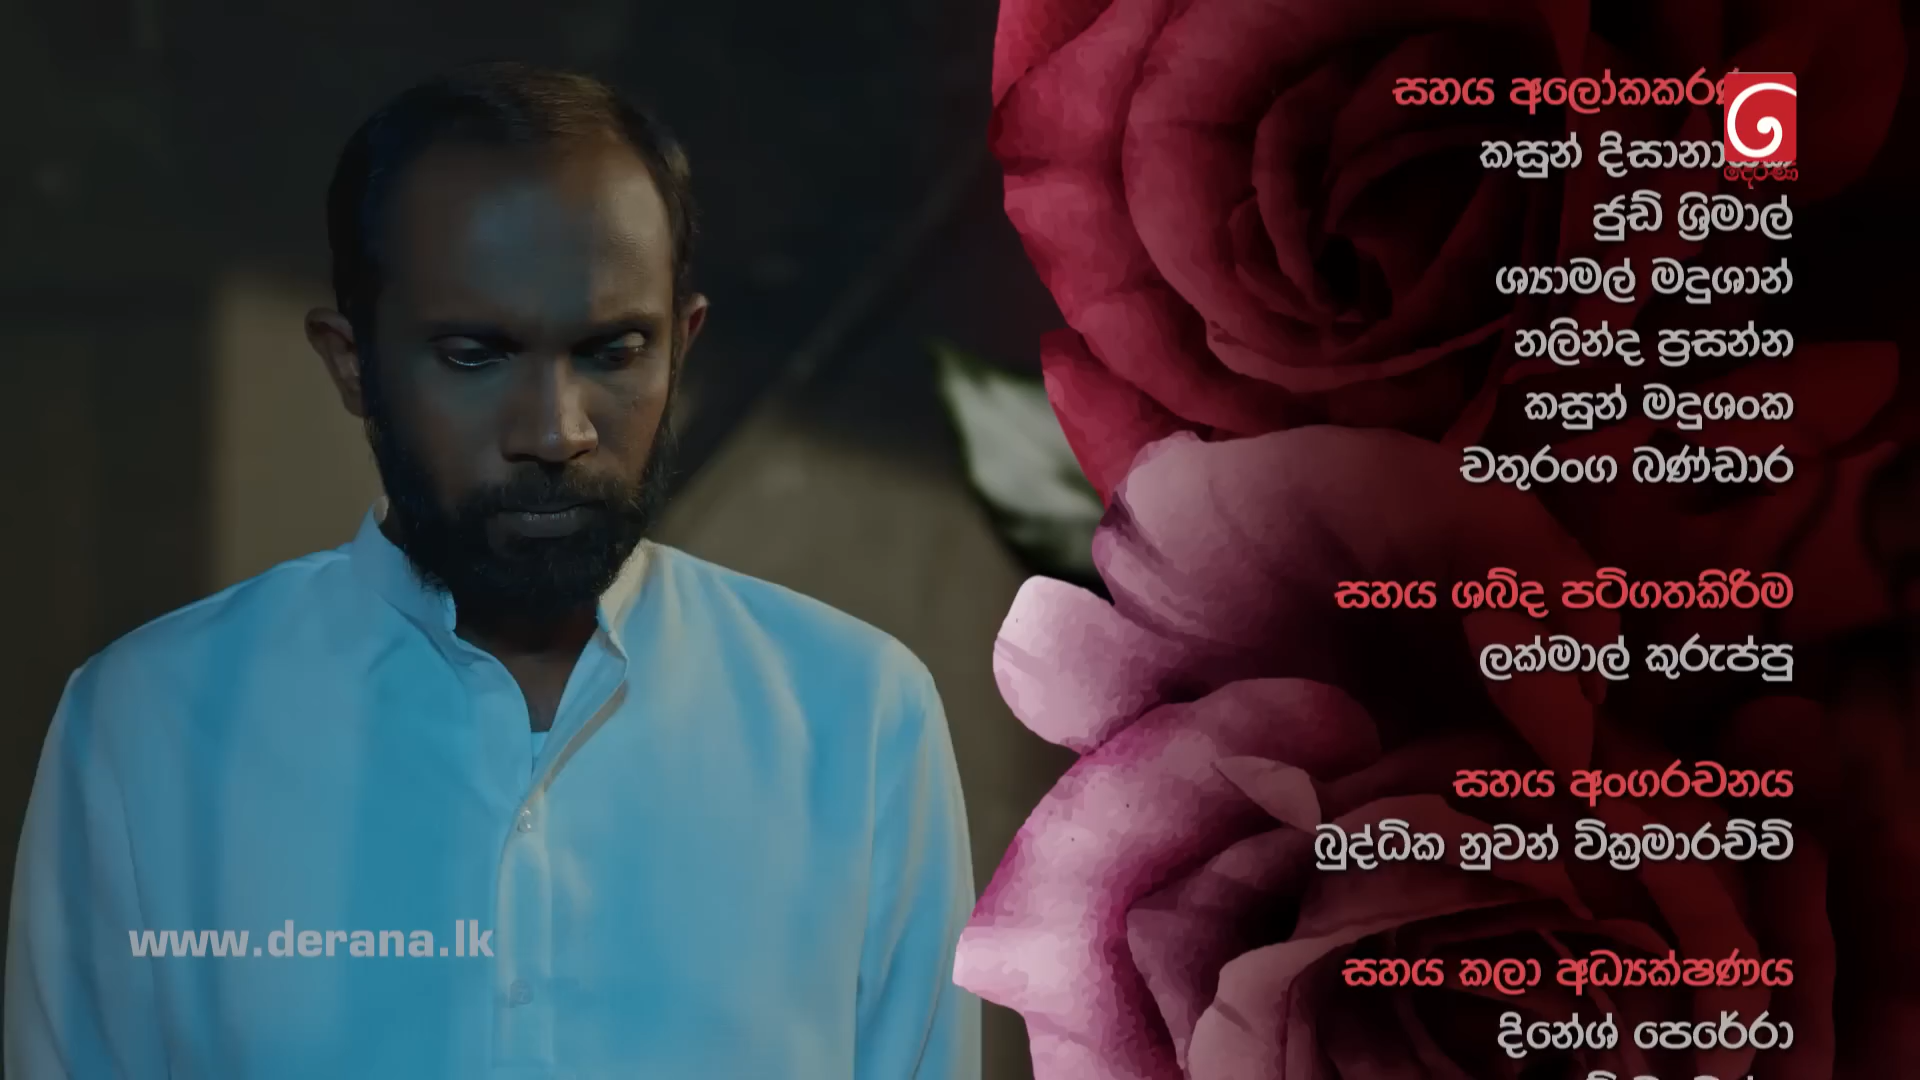 සහය අලෝකකරණ
කසුන් දිසානායක
ජුඩ් ශ්‍රිමාල්
ශ්‍යාමල් මදුශාන්
නලින්ද ප්‍රසන්න
කසුන් මදුශංක
චතුරංග බණ්ඩාර
සහය ශබ්ද පටිගතකිරිම
ලක්මාල් කුරුප්පු
සහය අංගරචනය
බුද්ධික නුවන් වික්‍රමාරච්චි
සහය කලා අධ්‍යක්ෂණය
දිනේශ් පෙරේරා
දෙරණ
www.derana.lk